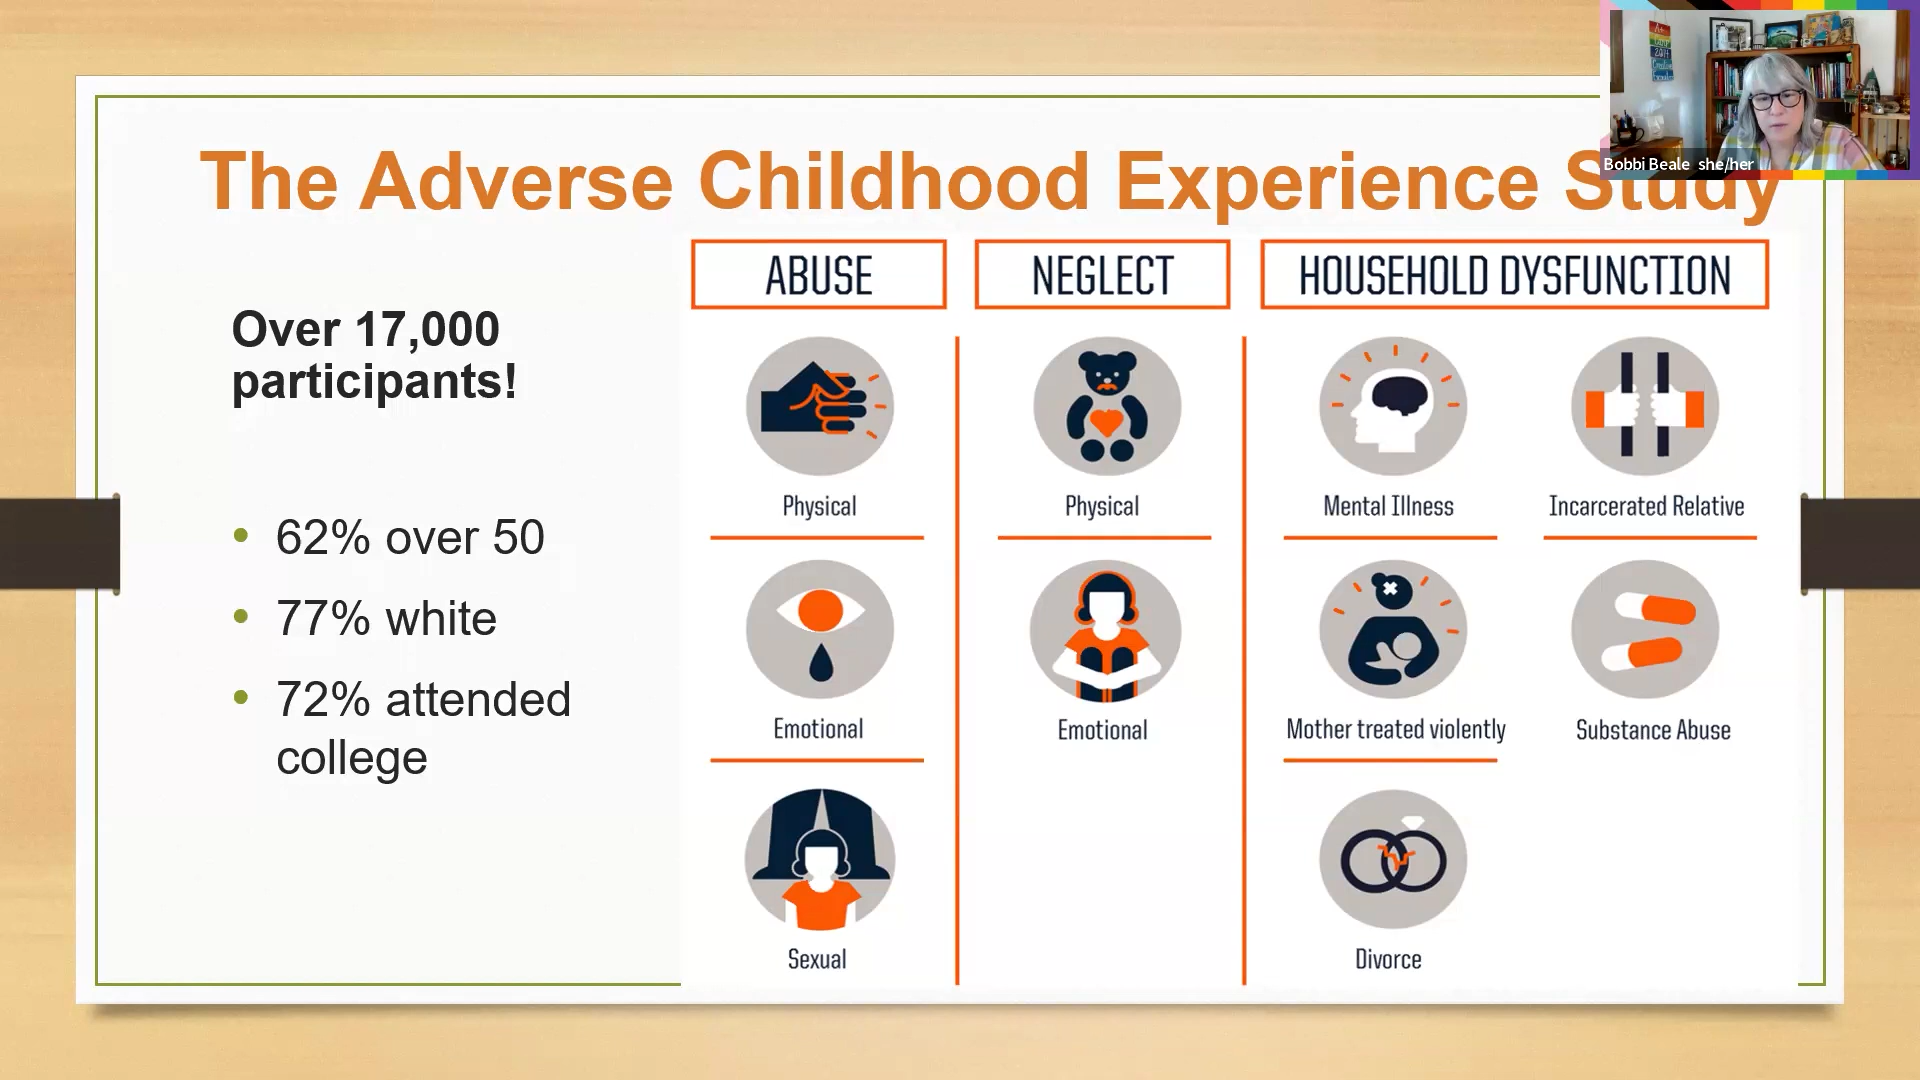 The Adverse Childhood Experience Study
Bobbi Beale she/her
Over 17,000
participants!
• 62% over 50
• 77% white
• 72% attended
college
ABUSE
Physical
Emotional
Sexual
NEGLECT
Physical
Emotional
HOUSEHOLD DYSFUNCTION
Mental Illness
Incarcerated Relative
Mother treated violently
Substance Abuse
Divorce